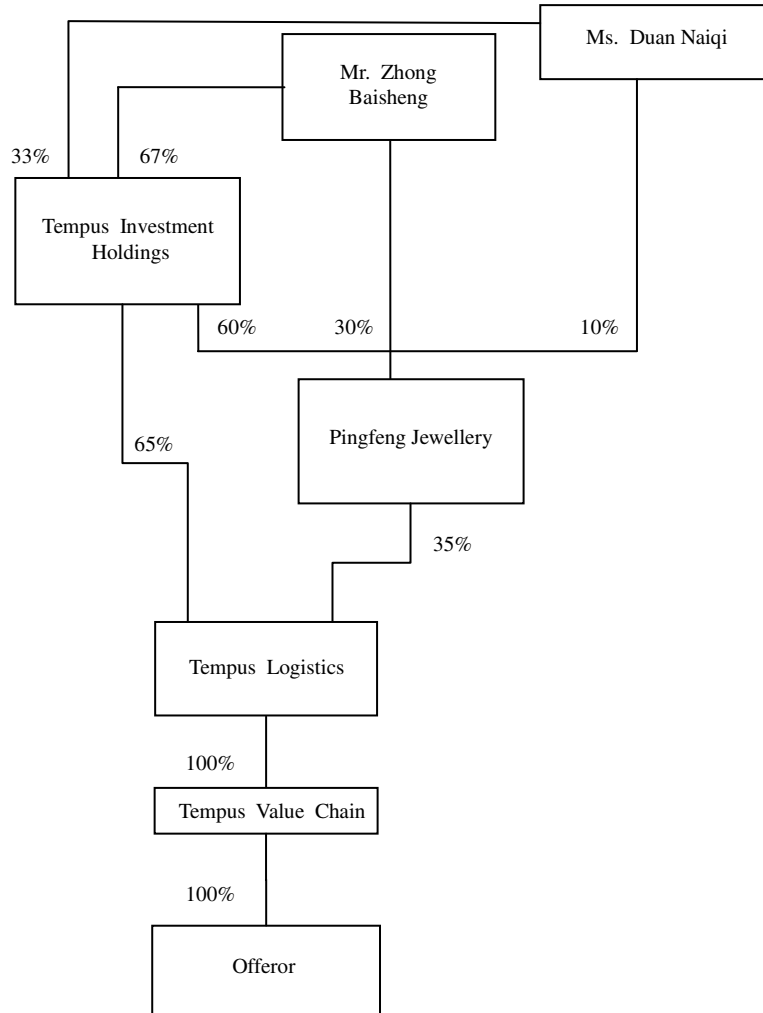 Ms. Duan Naiqi
Mr. Zhong
Baisheng
33%
67%
Tempus Investment
Holdings
60%
30%
10%
Pingfeng Jewellery
65%
35%
Tempus Logistics
100%
Tempus Value Chain
100%
Offeror